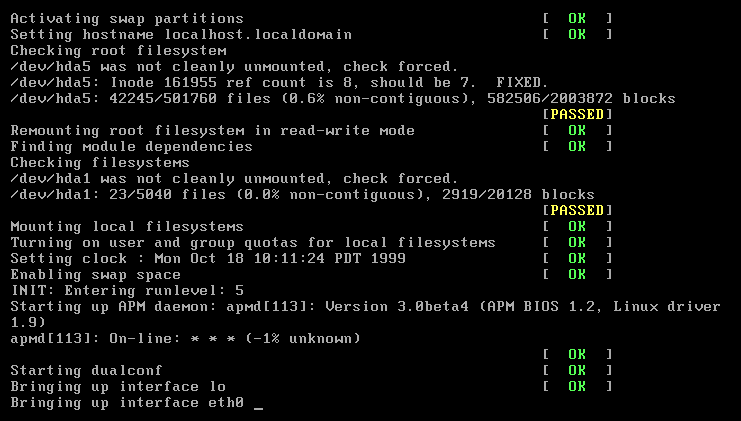 Activating swap partitions [ OK ]
Setting hostname localhost.localdomain [ OK ]
Checking root filesystem
/dev/hda5 was not cleanly unmounted, check forced.
/dev/hda5: Inode 161955 ref count is 8, should be 7.  FIXED.
/dev/hda5: 42245/501760 files (0.6% non-contiguous), 582506/2003872 blocks
[PASSED]
Remounting root filesystem in read-write mode [ OK ]
Finding module dependencies [ OK ]
Checking filesystems
/dev/hda1 was not cleanly unmounted, check forced.
/dev/hda1: 23/5040 files (0.0% non-contiguous), 2919/20128 blocks
[PASSED]
Mounting local filesystems [ OK ]
Turning on user and group quotas for local filesystems [ OK ]
Setting clock : Mon Oct 18 10:11:24 PDT 1999 [ OK ]
Enabling swap space [ OK ]
INIT: Entering runlevel: 5
Starting up APM daemon: apmd[113]: Version 3.0beta4 (APM BIOS 1.2, Linux driver
1.9)
apmd[113]: On-line: * * * (-1% unknown)
[ OK ]
Starting dualconf [ OK ]
Bringing up interface lo [ OK ]
Bringing up interface eth0 _